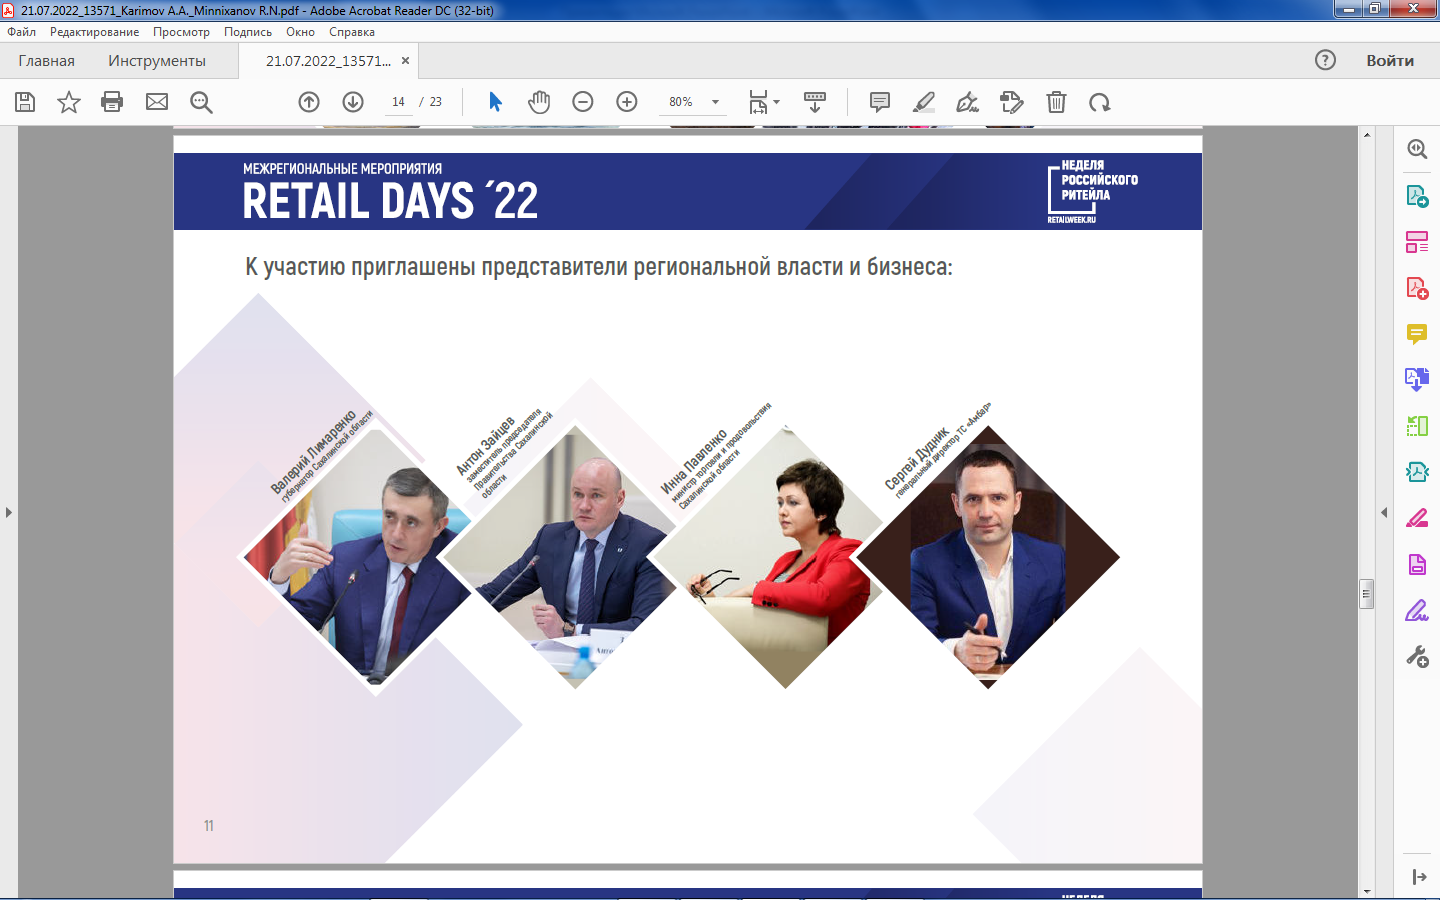 21.07.2022_13571_Karimov A.A._Minnixanov R.N.pdf - Adobe Acrobat Reader DC (32-bit)
Файл Редактирование Просмотр Подпись Окно Справка
Главная Инструменты 21.07.2022_13571... × Войти
14 / 23 80%
МЕЖРЕГИОНАЛЬНЫЕ МЕРОПРИЯТИЯ
RETAIL DAYS ´22
НЕДЕЛЯ
РОССИЙСКОГО
РИТЕЙЛА
RETAILWEEK.RU
К участию приглашены представители региональной власти и бизнеса:
Валерий Лимаренко
губернатор Сахалинской области
Антон Зайцев
заместитель председателя
Правительства Сахалинской
области
Инна Павленко
министр торговли и продовольствия
Сахалинской области
Сергей Дудник
генеральный директор ТС «Амбар»
11